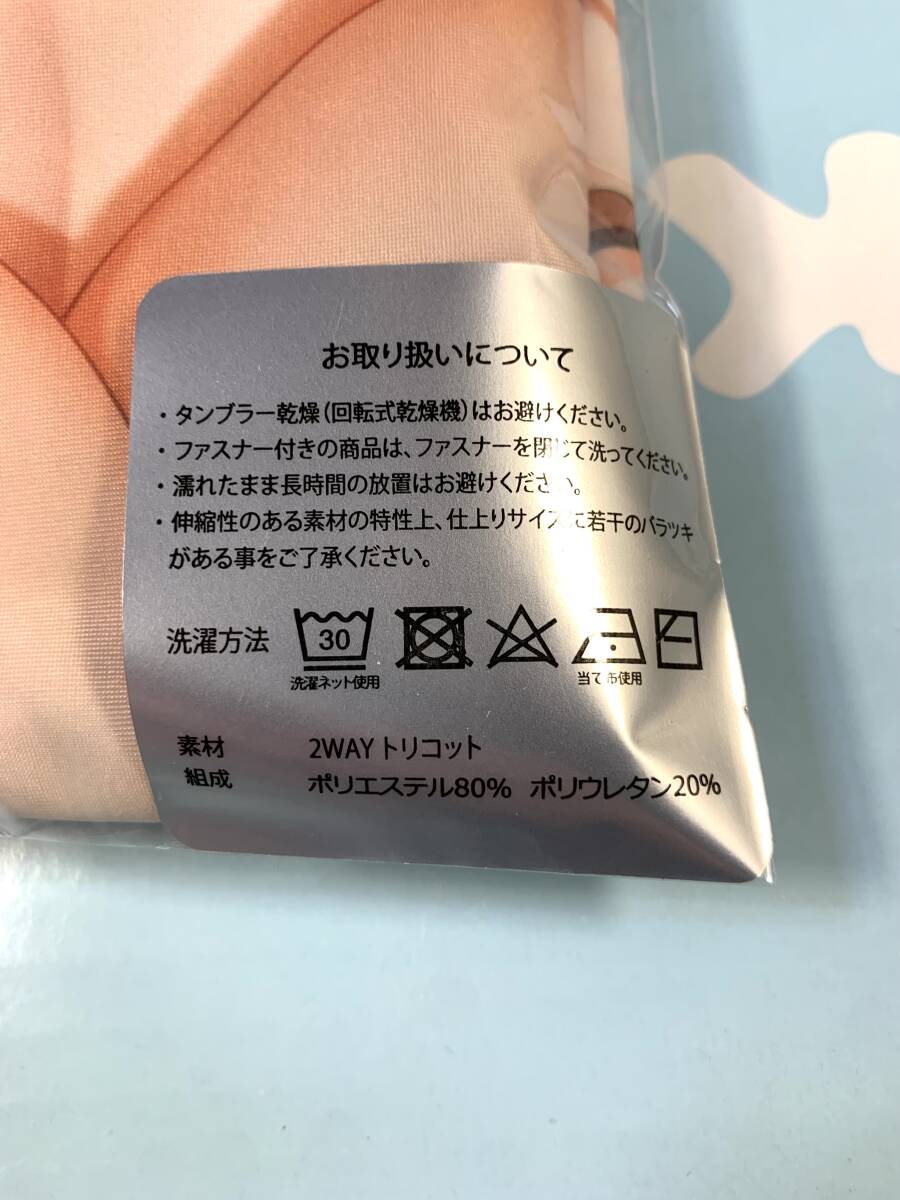 お取り扱いについて
・タンブラー乾燥(回転式乾燥機)はお避けください。
・ファスナー付きの商品は、ファスナーを閉じて洗ってください。
・濡れたまま長時間の放置はお避けください。
・伸縮性のある素材の特性上、仕上りサイズに若干のバラツキ
がある事をご了承ください。
洗濯方法
30
洗濯ネット使用
当て布使用
素材 2WAYトリコット
組成 ポリエステル80% ポリウレタン20%